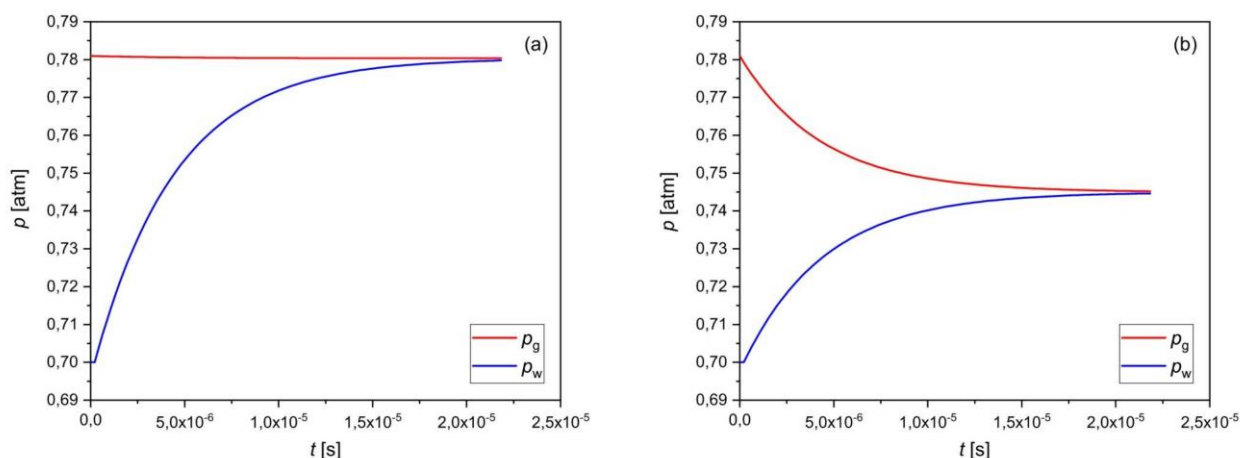 (a)
0,79
0,78
0,77
0,76
0,75
0,74
0,73
0,72
0,71
0,70
0,69
p [atm]
p_g
p_w
0,0
5,0x10⁻⁶
1,0x10⁻⁵
1,5x10⁻⁵
2,0x10⁻⁵
2,5x10⁻⁵
t [s]
(b)
0,79
0,78
0,77
0,76
0,75
0,74
0,73
0,72
0,71
0,70
0,69
p [atm]
p_g
p_w
0,0
5,0x10⁻⁶
1,0x10⁻⁵
1,5x10⁻⁵
2,0x10⁻⁵
2,5x10⁻⁵
t [s]